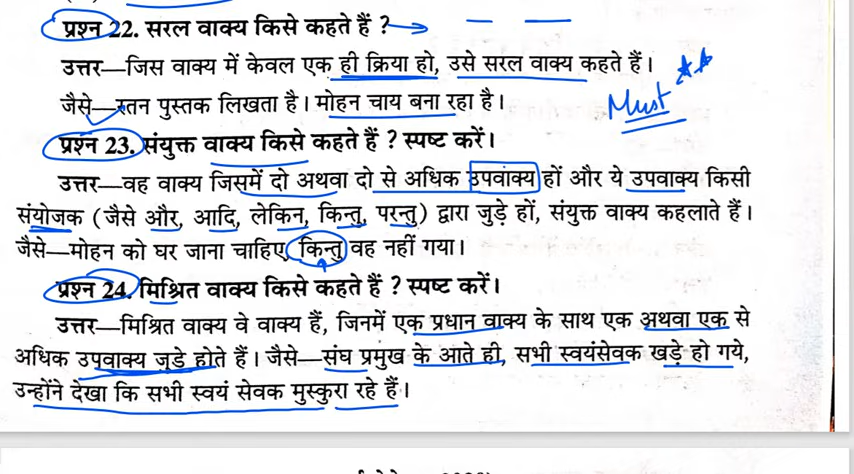 प्रश्न 22. सरल वाक्य किसे कहते हैं ?
उत्तर—जिस वाक्य में केवल एक ही क्रिया हो, उसे सरल वाक्य कहते हैं।
जैसे—रतन पुस्तक लिखता है। मोहन चाय बना रहा है।
Must
प्रश्न 23. संयुक्त वाक्य किसे कहते हैं ? स्पष्ट करें।
उत्तर—वह वाक्य जिसमें दो अथवा दो से अधिक उपवाक्य हों और ये उपवाक्य किसी
संयोजक (जैसे और, आदि, लेकिन, किन्तु, परन्तु) द्वारा जुड़े हों, संयुक्त वाक्य कहलाते हैं।
जैसे—मोहन को घर जाना चाहिए किन्तु वह नहीं गया।
प्रश्न 24. मिश्रित वाक्य किसे कहते हैं ? स्पष्ट करें।
उत्तर—मिश्रित वाक्य वे वाक्य हैं, जिनमें एक प्रधान वाक्य के साथ एक अथवा एक से
अधिक उपवाक्य जुड़े होते हैं। जैसे—संघ प्रमुख के आते ही, सभी स्वयंसेवक खड़े हो गये,
उन्होंने देखा कि सभी स्वयं सेवक मुस्कुरा रहे हैं।